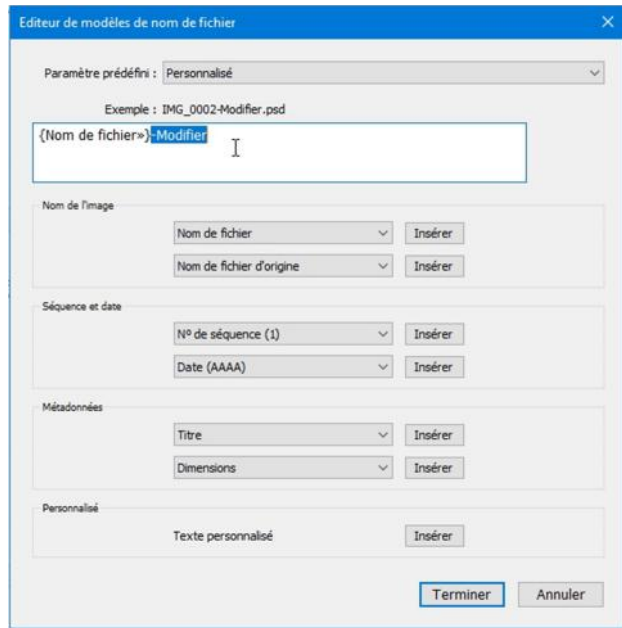 Editeur de modèles de nom de fichier
Paramètre prédéfini : Personnalisé
Exemple : IMG_0002-Modifier.psd
{Nom de fichier»}-Modifier
Nom de l'image
Nom de fichier Insérer
Nom de fichier d'origine Insérer
Séquence et date
Nº de séquence (1) Insérer
Date (AAAA) Insérer
Métadonnées
Titre Insérer
Dimensions Insérer
Personnalisé
Texte personnalisé Insérer
Terminer Annuler